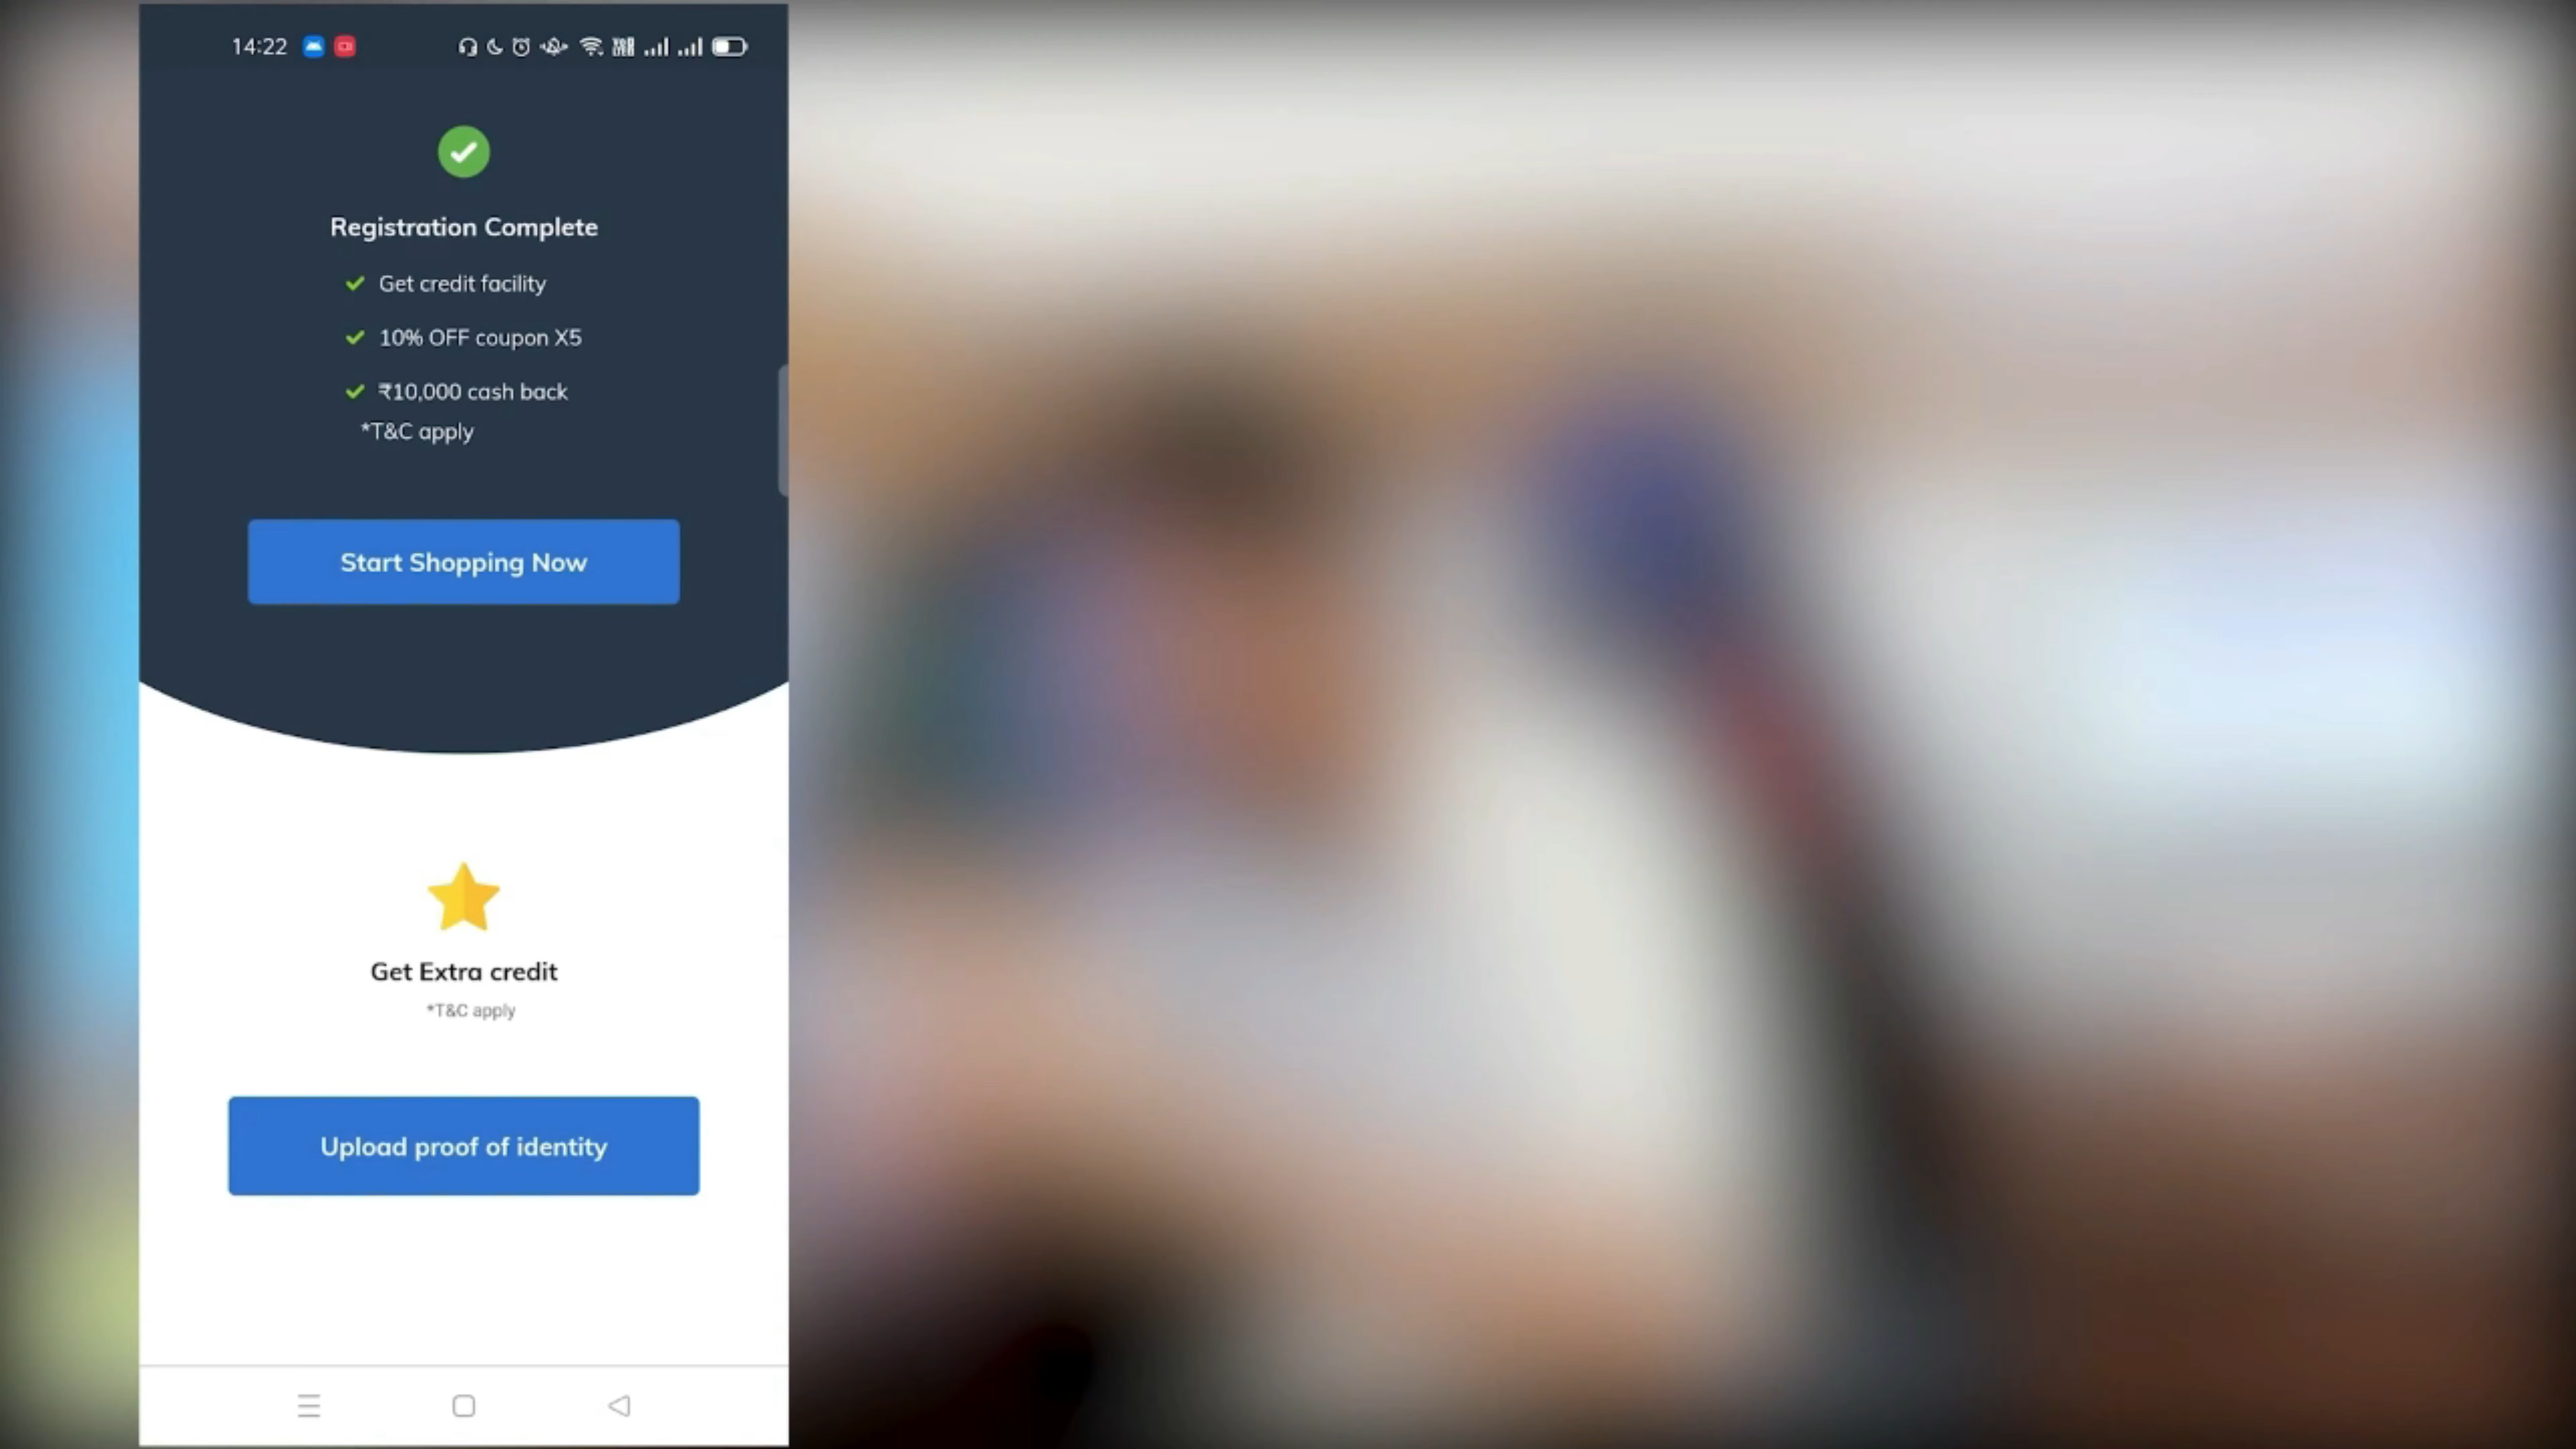 14:22
Registration Complete
Get credit facility
10% OFF coupon X5
₹10,000 cash back
*T&C apply
Start Shopping Now
Get Extra credit
*T&C apply
Upload proof of identity